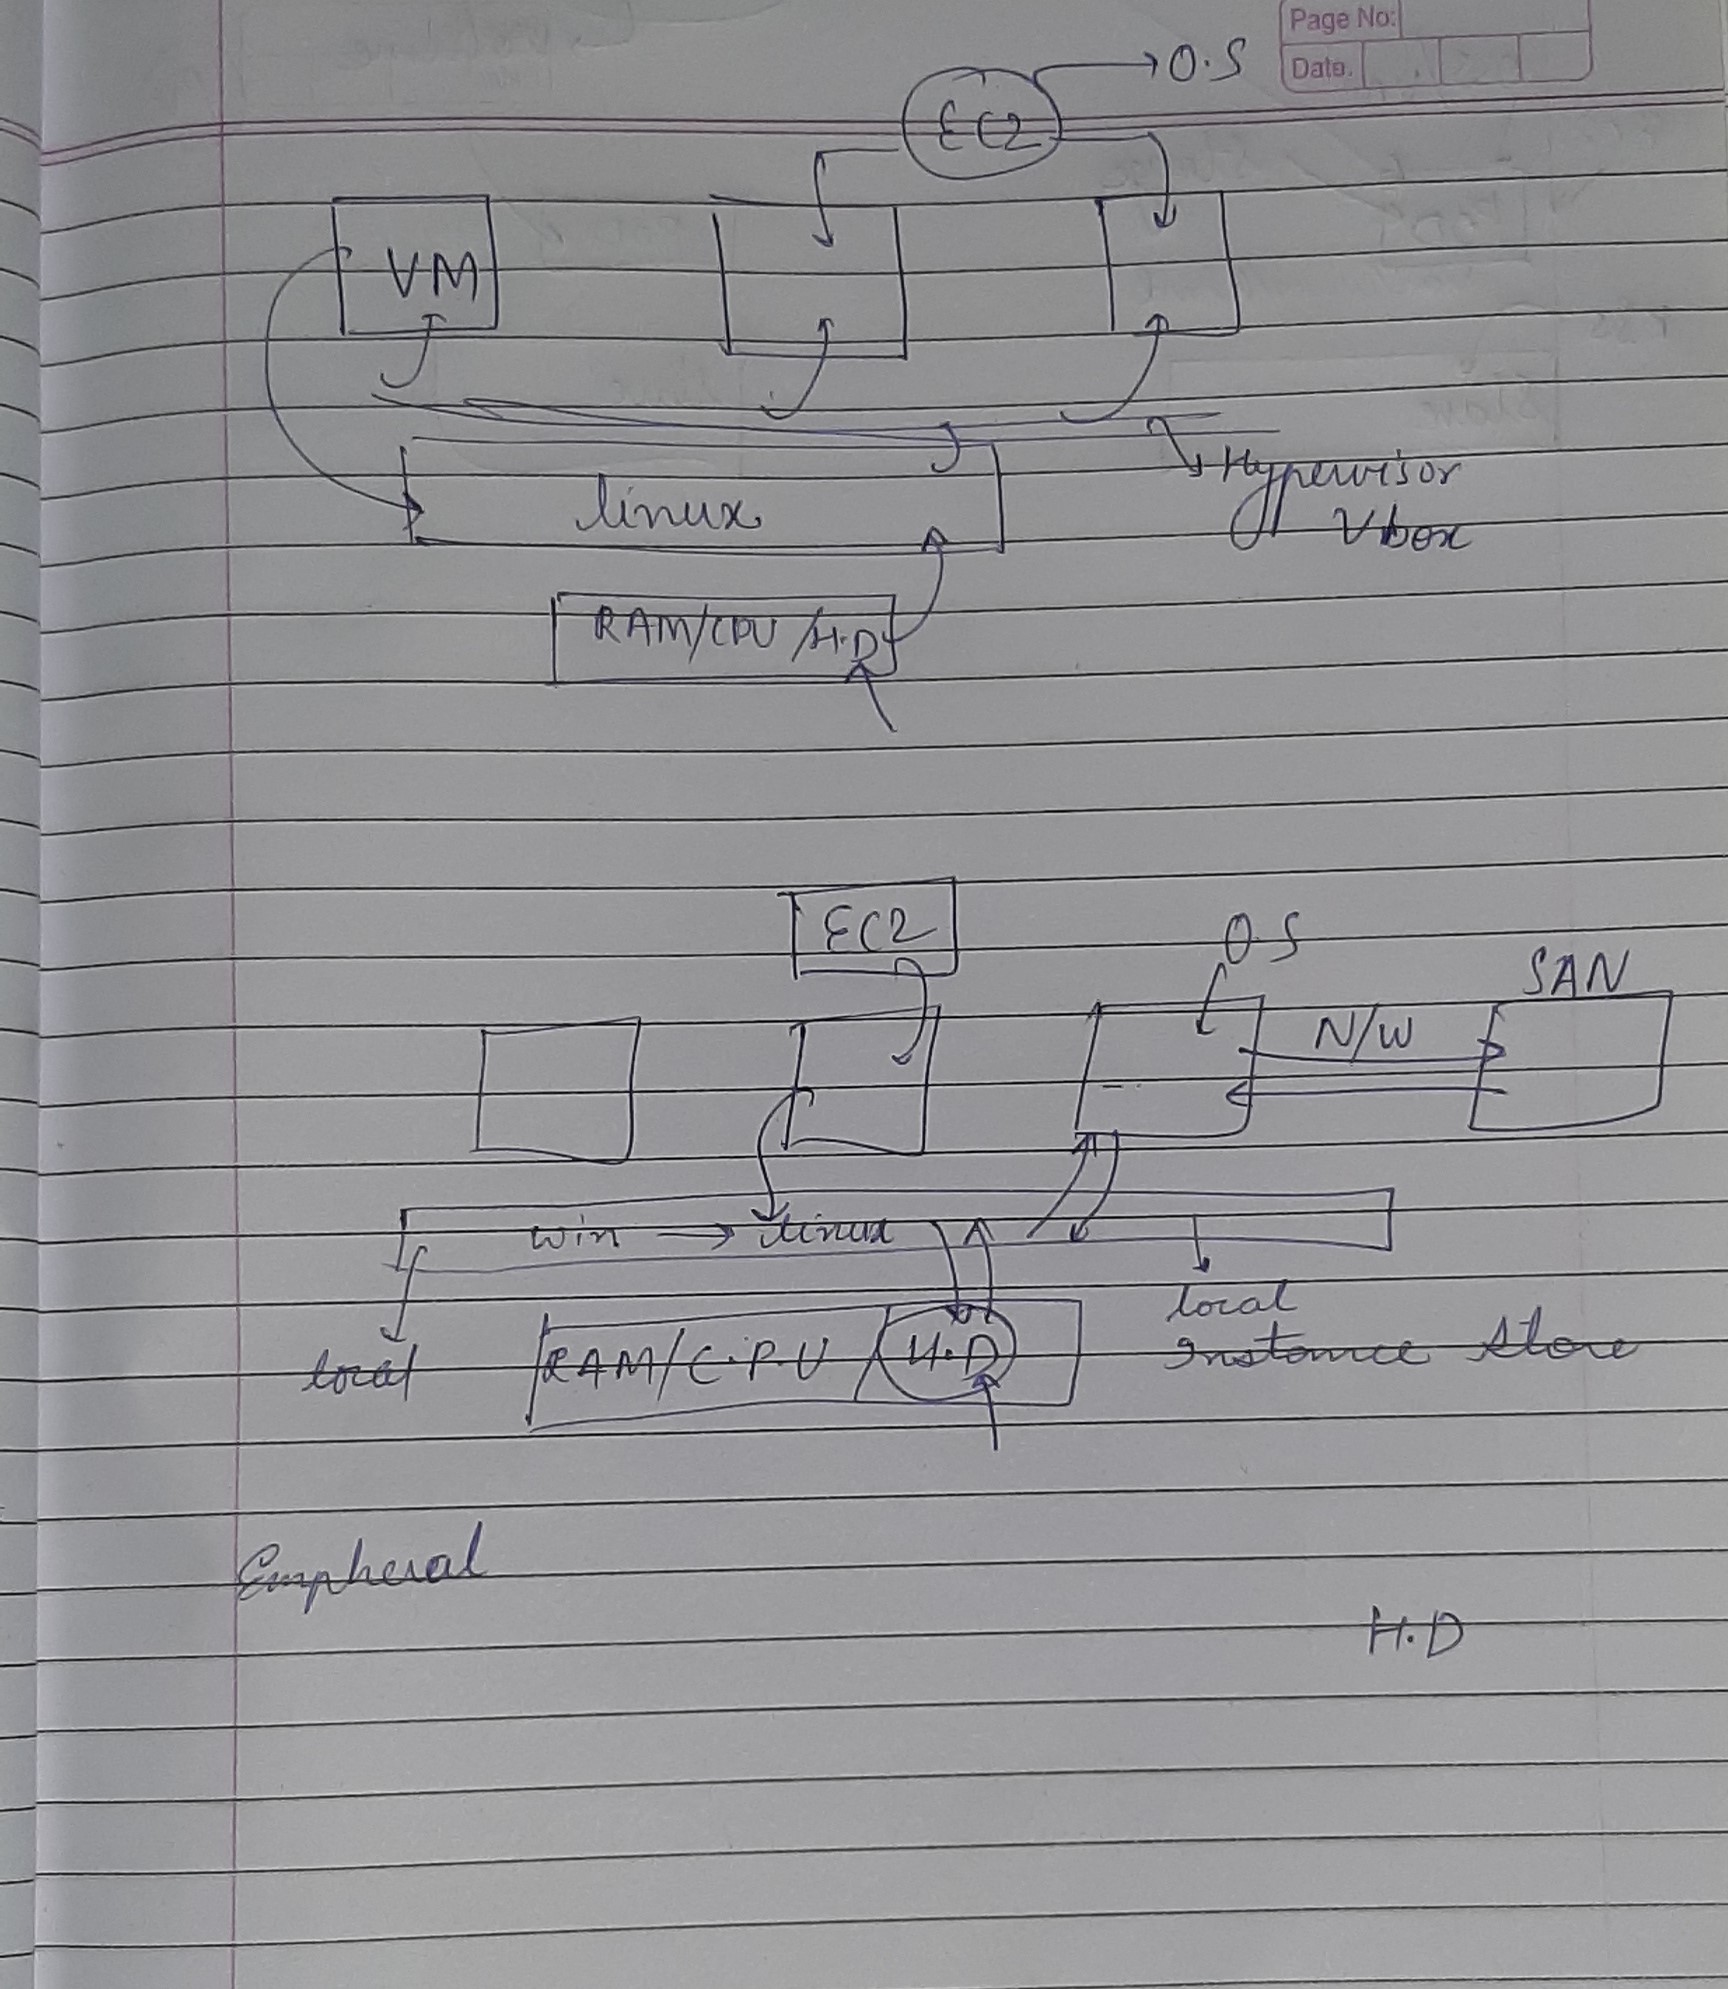 Page No:
Date.
EC2
O.S
VM
linux
Hypervisor
Vbox
RAM/CPU/H.D
EC2
O.S
SAN
N/W
win → linux
local
RAM/C.P.U/H.D
local
Instance Store
Empheral
H.D